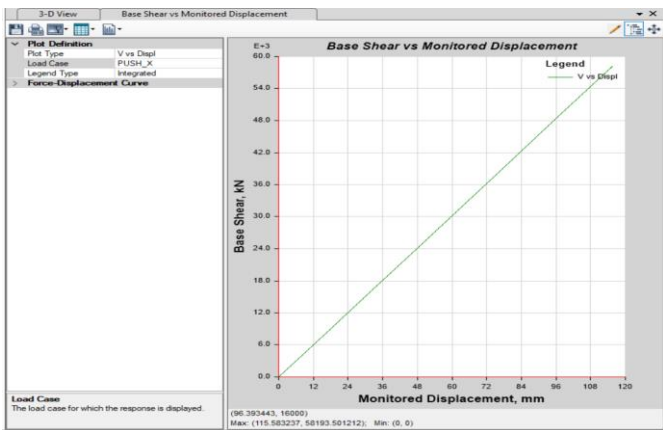 3-D View
Base Shear vs Monitored Displacement
Plot Definition
Plot Type V vs Displ
Load Case PUSH_X
Legend Type Integrated
Force-Displacement Curve
Load Case
The load case for which the response is displayed.
Base Shear vs Monitored Displacement
E+3
60.0
54.0
48.0
42.0
36.0
30.0
24.0
18.0
12.0
6.0
0.0
Base Shear, kN
Legend
V vs Displ
0 12 24 36 48 60 72 84 96 108 120
Monitored Displacement, mm
(96.393443, 16000)
Max: (115.583237, 58193.501212); Min: (0, 0)